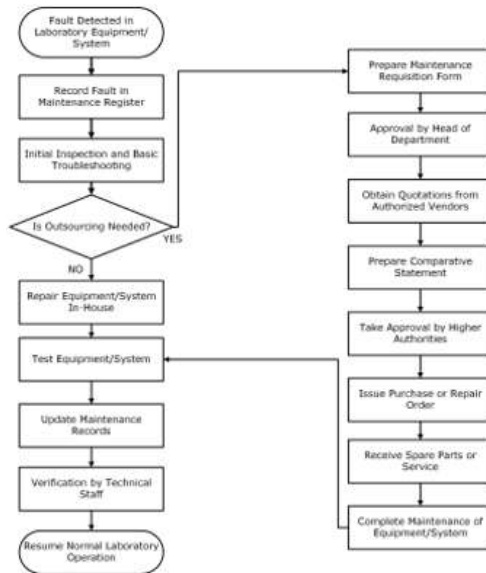 Fault Detected in
Laboratory Equipment/
System
Record Fault in
Maintenance Register
Initial Inspection and Basic
Troubleshooting
Is Outsourcing Needed?
YES
NO
Repair Equipment/System
In-House
Test Equipment/System
Update Maintenance
Records
Verification by Technical
Staff
Resume Normal Laboratory
Operation
Prepare Maintenance
Requisition Form
Approval by Head of
Department
Obtain Quotations from
Authorized Vendors
Prepare Comparative
Statement
Take Approval by Higher
Authorities
Issue Purchase or Repair
Order
Receive Spare Parts or
Service
Complete Maintenance of
Equipment/System